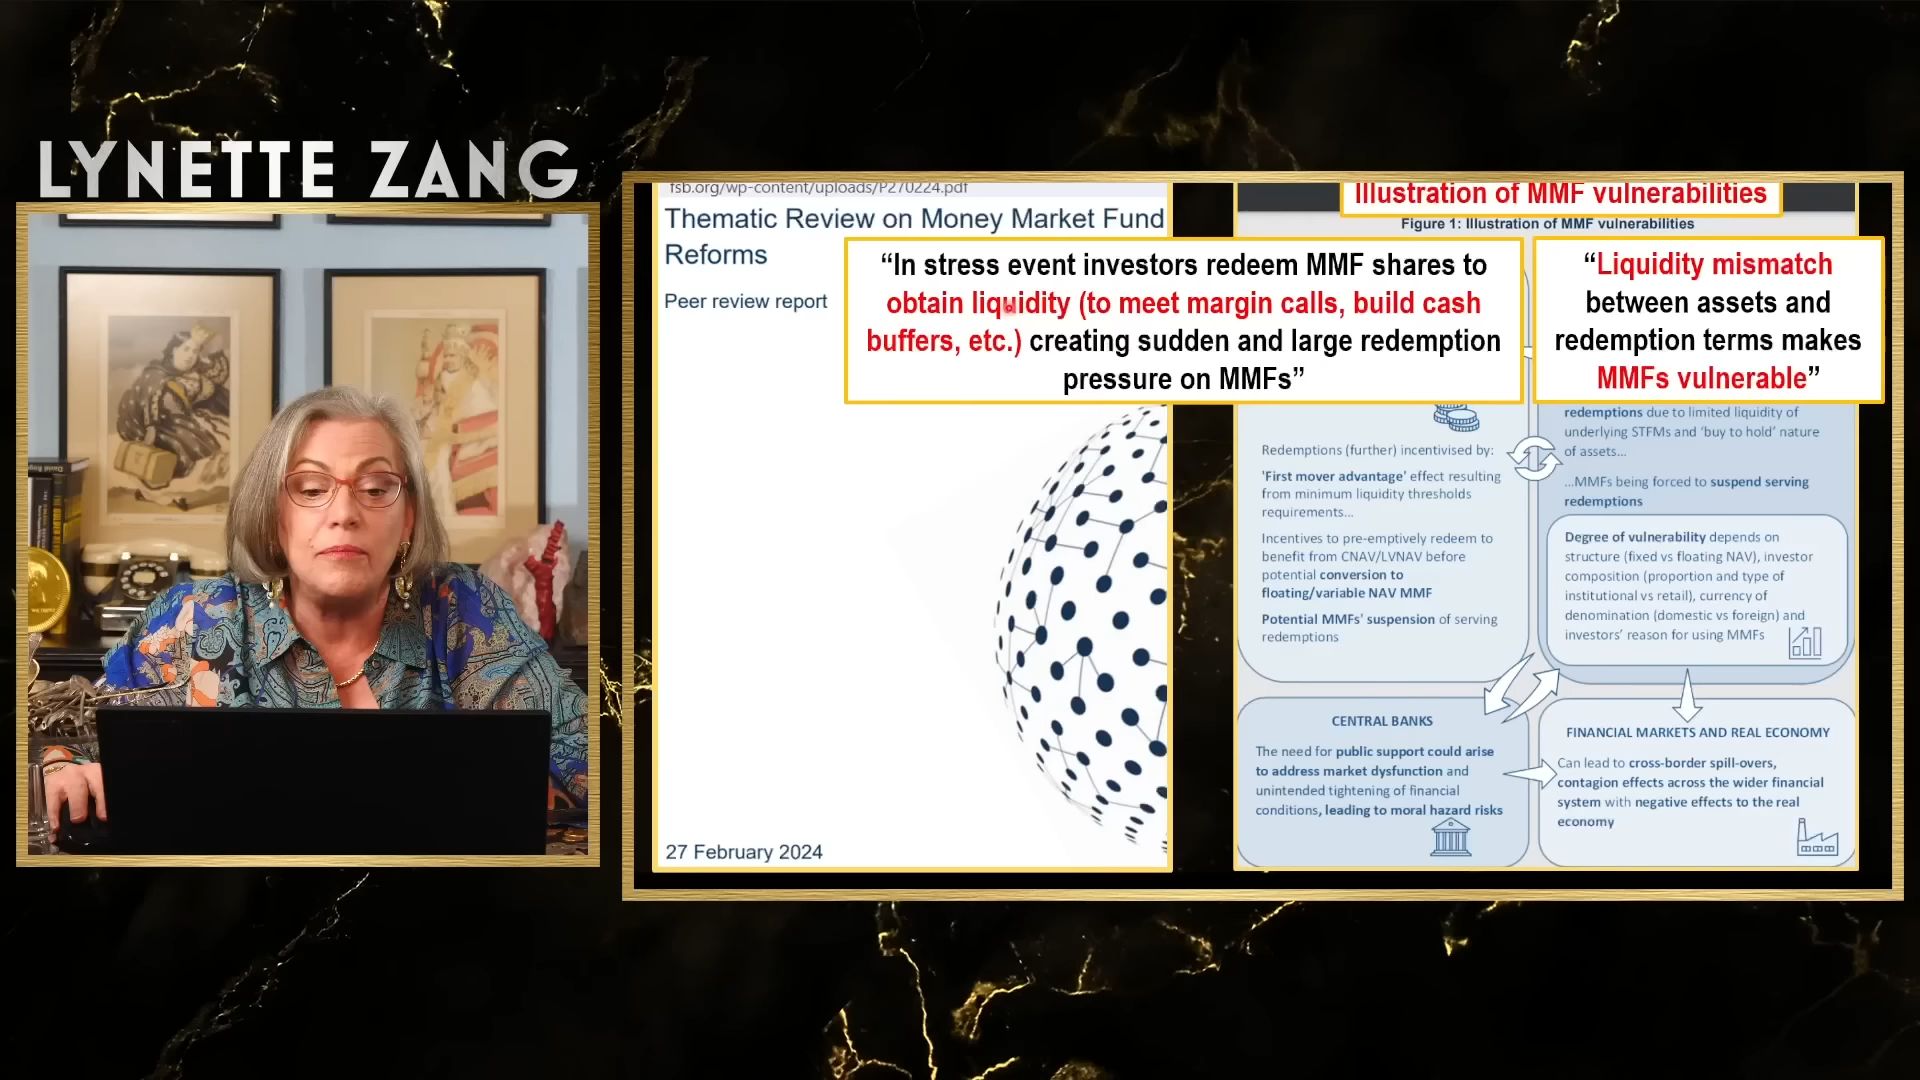 LYNETTE ZANG
fsb.org/wp-content/uploads/P270224.pdf
Thematic Review on Money Market Fund
Reforms
Peer review report
27 February 2024
Illustration of MMF vulnerabilities
Figure 1: Illustration of MMF vulnerabilities
“In stress event investors redeem MMF shares to
obtain liquidity (to meet margin calls, build cash
buffers, etc.) creating sudden and large redemption
pressure on MMFs”
“Liquidity mismatch
between assets and
redemption terms makes
MMFs vulnerable”
Redemptions (further) incentivised by:
'First mover advantage' effect resulting
from minimum liquidity thresholds
requirements...
Incentives to pre-emptively redeem to
benefit from CNAV/LVNAV before
potential conversion to
floating/variable NAV MMF
Potential MMFs' suspension of serving
redemptions
redemptions due to limited liquidity of
underlying STFMs and ‘buy to hold’ nature
of assets...
...MMFs being forced to suspend serving
redemptions
Degree of vulnerability depends on
structure (fixed vs floating NAV), investor
composition (proportion and type of
institutional vs retail), currency of
denomination (domestic vs foreign) and
investors’ reason for using MMFs
CENTRAL BANKS
The need for public support could arise
to address market dysfunction and
unintended tightening of financial
conditions, leading to moral hazard risks
FINANCIAL MARKETS AND REAL ECONOMY
Can lead to cross-border spill-overs,
contagion effects across the wider financial
system with negative effects to the real
economy